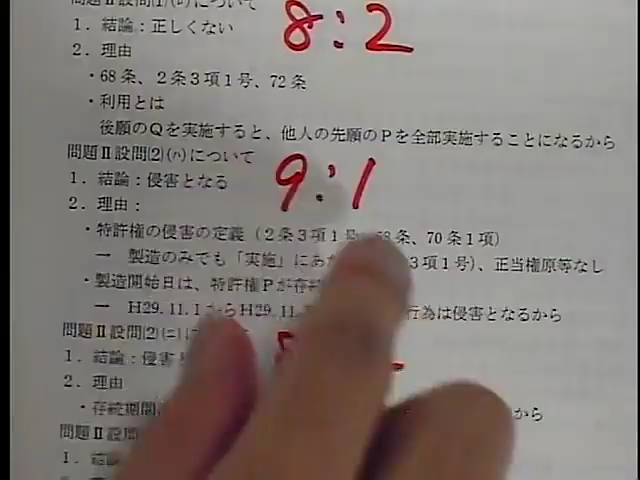 問題Ⅱ設問(1)(ロ)について
8:2
1．結論：正しくない
2．理由
・68条、2条3項1号、72条
・利用とは
後願のQを実施すると、他人の先願のPを全部実施することになるから
問題Ⅱ設問(2)(ハ)について
9:1
1．結論：侵害となる
2．理由：
・特許権の侵害の定義（2条3項1号、68条、70条1項）
→ 製造のみでも「実施」にあ 3項1号)、正当権原等なし
・製造開始日は、特許権Pが存続
→ H29.11.1からH29.11. 行為は侵害となるから
問題Ⅱ設問(2)(ニ)に
1．結論：侵害
2．理由
・存続期間 から
問題Ⅱ設問
1．結論